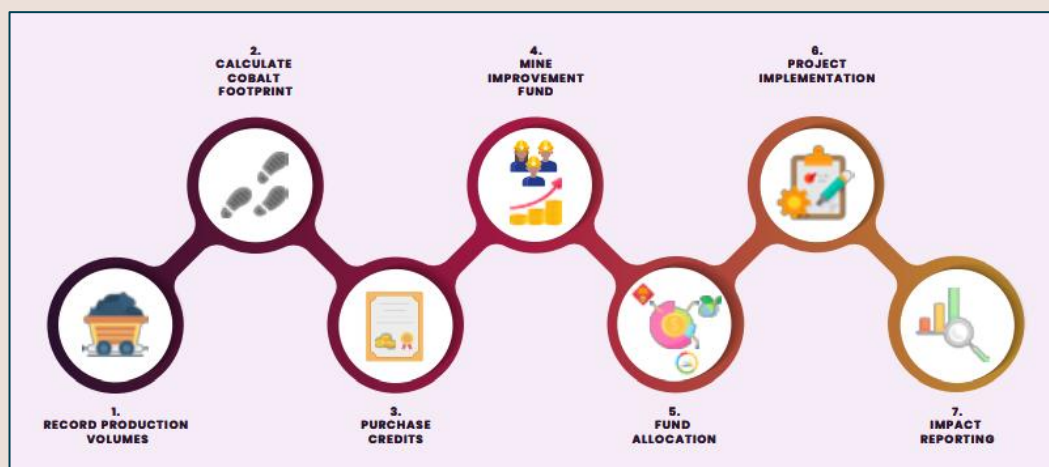 1.
RECORD PRODUCTION
VOLUMES
2.
CALCULATE
COBALT
FOOTPRINT
3.
PURCHASE
CREDITS
4.
MINE
IMPROVEMENT
FUND
5.
FUND
ALLOCATION
6.
PROJECT
IMPLEMENTATION
7.
IMPACT
REPORTING